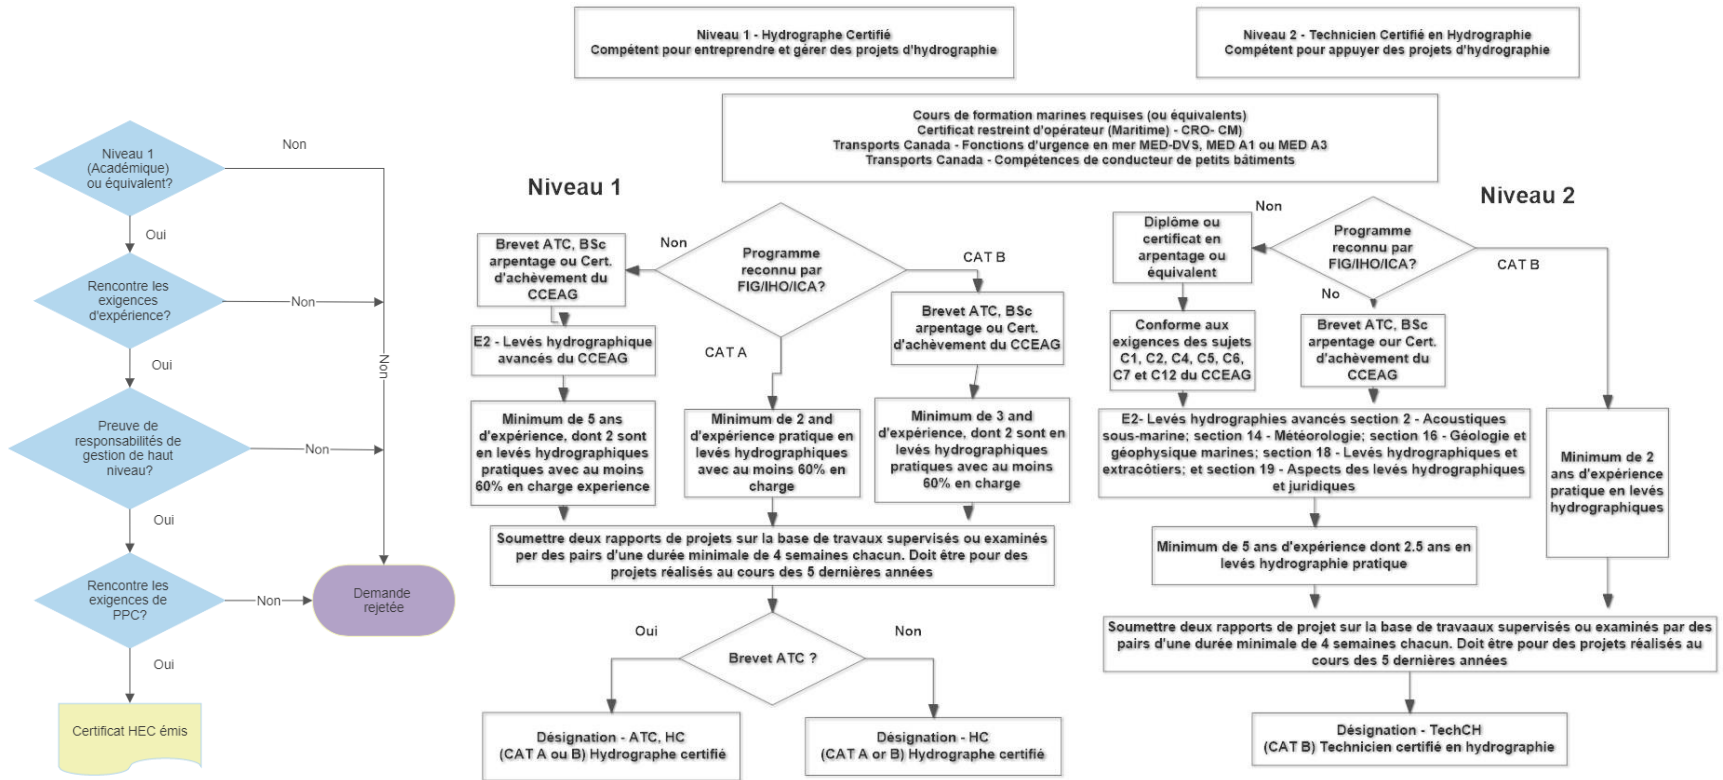 Niveau 1 - Hydrographe Certifié
Compétent pour entreprendre et gérer des projets d'hydrographie
Niveau 2 - Technicien Certifié en Hydrographie
Compétent pour appuyer des projets d'hydrographie
Cours de formation marines requises (ou équivalents)
Certificat restreint d'opérateur (Maritime) - CRO- CM)
Transports Canada - Fonctions d'urgence en mer MED-DVS, MED A1 ou MED A3
Transports Canada - Compétences de conducteur de petits bâtiments
Niveau 1
(Académique)
ou équivalent?
Non
Oui
Rencontre les
exigences
d'expérience?
Non
Oui
Non
Preuve de
responsabilités de
gestion de haut
niveau?
Non
Oui
Rencontre les
exigences de
PPC?
Non
Demande
rejetée
Oui
Certificat HEC émis
Niveau 1
Programme
reconnu par
FIG/IHO/ICA?
Non
CAT B
CAT A
Brevet ATC, BSc
arpentage ou Cert.
d'achèvement du
CCEAG
E2 - Levés hydrographique
avancés du CCEAG
Brevet ATC, BSc
arpentage ou Cert.
d'achèvement du CCEAG
Minimum de 5 ans
d'expérience, dont 2 sont
en levés hydrographiques
pratiques avec au moins
60% en charge experience
Minimum de 2 and
d'expérience pratique en
levés hydrographiques
avec au moins 60% en
charge
Minimum de 3 and
d'expérience, dont 2 sont en
levés hydrographiques
pratiques avec au moins
60% en charge
Soumettre deux rapports de projets sur la base de travaux supervisés ou examinés
per des pairs d'une durée minimale de 4 semaines chacun. Doit être pour des
projets réalisés au cours des 5 dernières années
Oui
Non
Brevet ATC ?
Désignation - ATC, HC
(CAT A ou B) Hydrographe certifié
Désignation - HC
(CAT A or B) Hydrographe certifié
Niveau 2
Programme
reconnu par
FIG/IHO/ICA?
Non
CAT B
No
Diplôme ou
certificat en
arpentage ou
équivalent
Conforme aux
exigences des sujets
C1, C2, C4, C5, C6,
C7 et C12 du CCEAG
Brevet ATC, BSc
arpentage our Cert.
d'achèvement du
CCEAG
E2- Levés hydrographies avancés section 2 - Acoustiques
sous-marine; section 14 - Météorologie; section 16 - Géologie et
géophysique marines; section 18 - Levés hydrographiques et
extracôtiers; et section 19 - Aspects des levés hydrographiques
et juridiques
Minimum de 2
ans d'expérience
pratique en levés
hydrographiques
Minimum de 5 ans d'expérience dont 2.5 ans en
levés hydrographie pratique
Soumettre deux rapports de projet sur la base de travaaux supervisés ou examinés par des
pairs d'une durée minimale de 4 semaines chacun. Doit être pour des projets réalisés au
cours des 5 dernières années
Désignation - TechCH
(CAT B) Technicien certifié en hydrographie